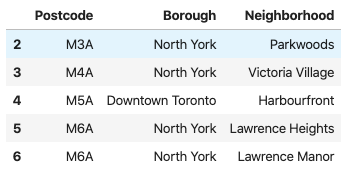 Postcode Borough Neighborhood
2 M3A North York Parkwoods
3 M4A North York Victoria Village
4 M5A Downtown Toronto Harbourfront
5 M6A North York Lawrence Heights
6 M6A North York Lawrence Manor